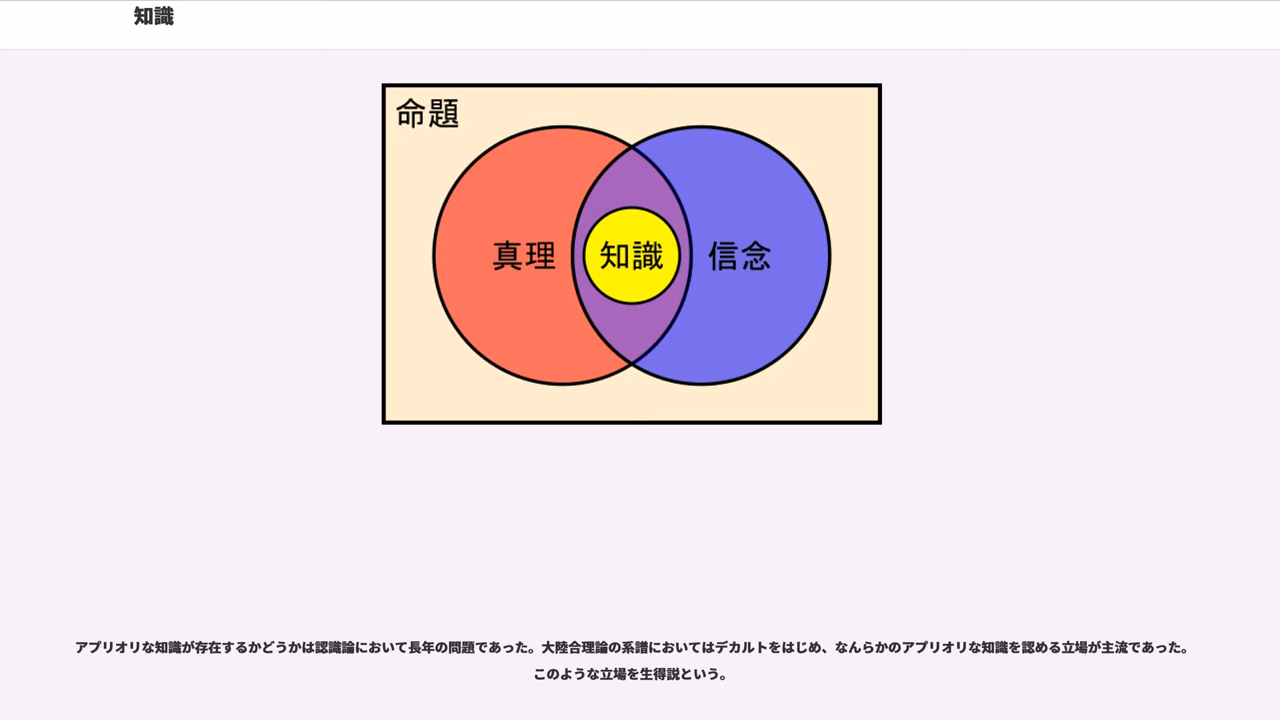 知識
命題
真理
知識
信念
アプリオリな知識が存在するかどうかは認識論において長年の問題であった。大陸合理論の系譜においてはデカルトをはじめ、なんらかのアプリオリな知識を認める立場が主流であった。
このような立場を生得説という。